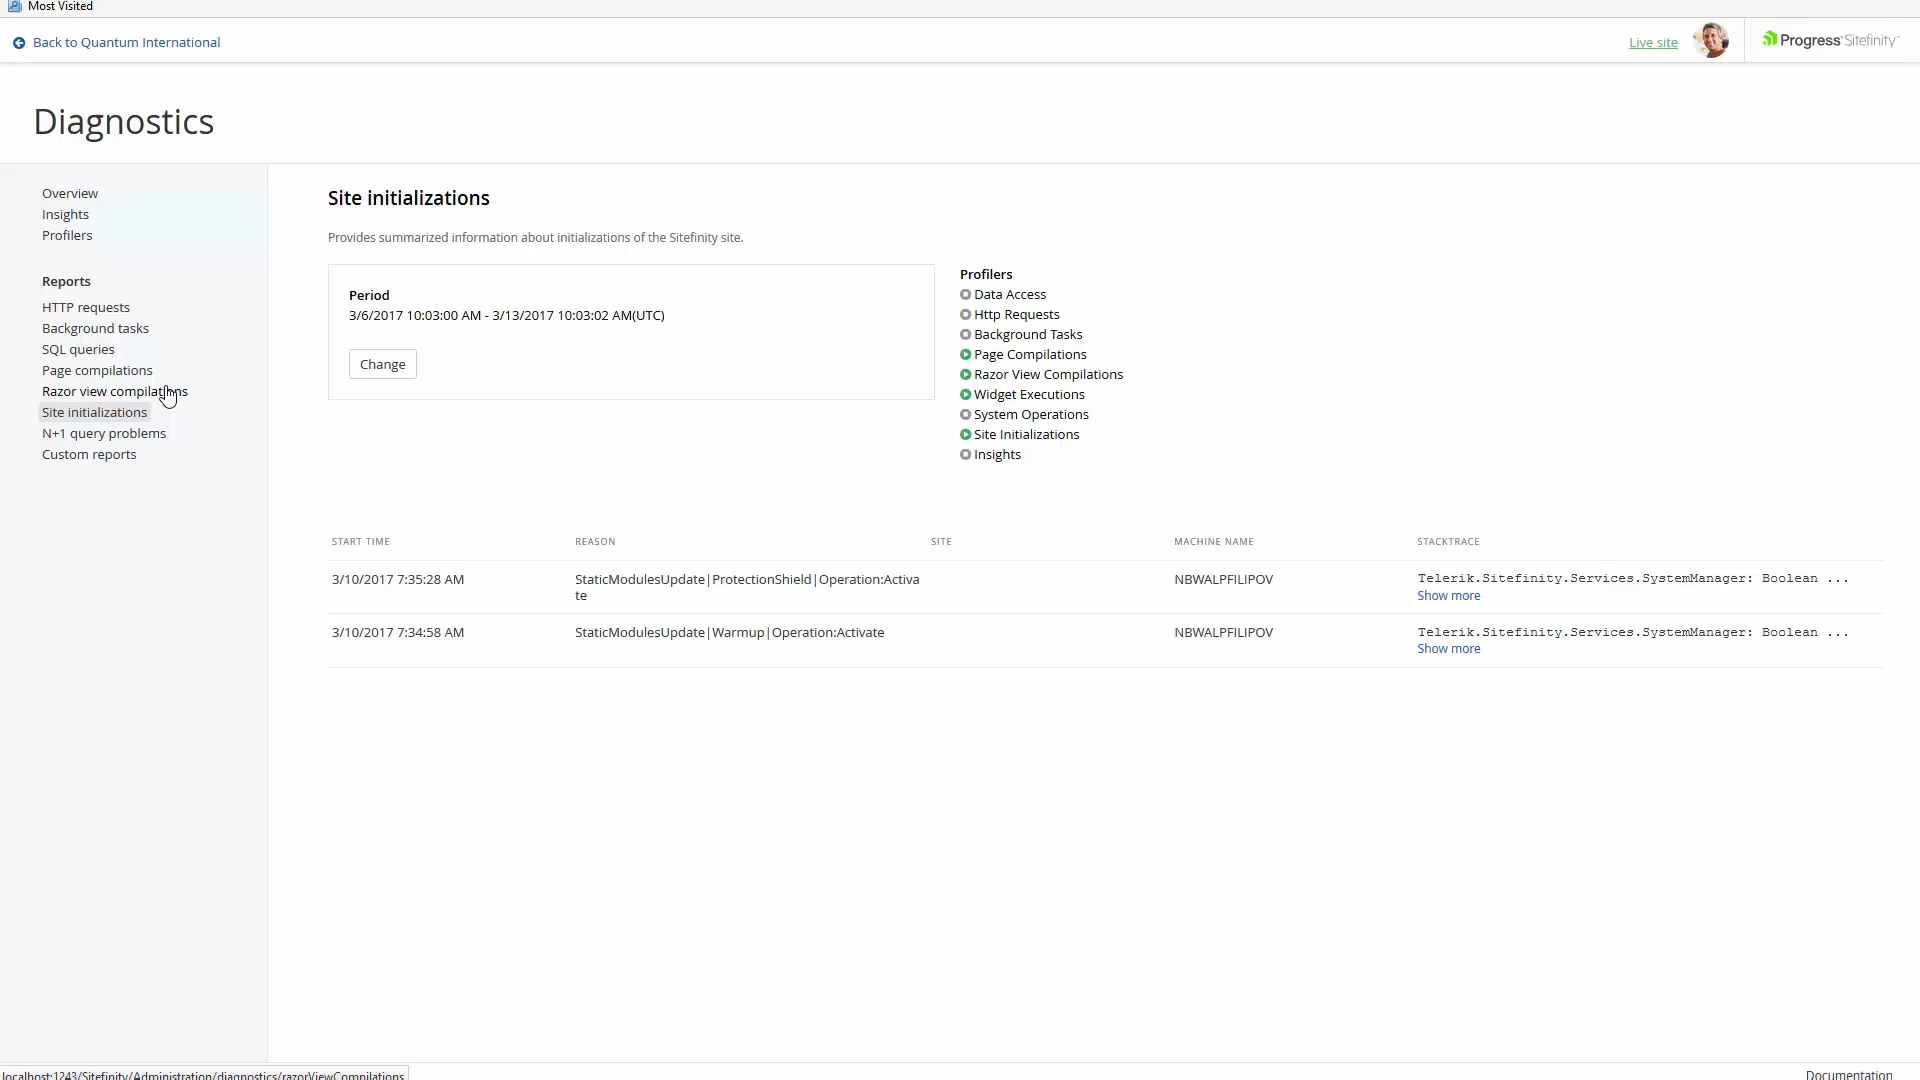 Most Visited
Back to Quantum International
Live site
Progress Sitefinity
Diagnostics
Overview
Insights
Profilers
Reports
HTTP requests
Background tasks
SQL queries
Page compilations
Razor view compilations
Site initializations
N+1 query problems
Custom reports
Site initializations
Provides summarized information about initializations of the Sitefinity site.
Period
3/6/2017 10:03:00 AM - 3/13/2017 10:03:02 AM(UTC)
Change
Profilers
Data Access
Http Requests
Background Tasks
Page Compilations
Razor View Compilations
Widget Executions
System Operations
Site Initializations
Insights
START TIME REASON SITE MACHINE NAME STACKTRACE
3/10/2017 7:35:28 AM StaticModulesUpdate|ProtectionShield|Operation:Activa NBWALPFILIPOV Telerik.Sitefinity.Services.SystemManager: Boolean ...
te Show more
3/10/2017 7:34:58 AM StaticModulesUpdate|Warmup|Operation:Activate NBWALPFILIPOV Telerik.Sitefinity.Services.SystemManager: Boolean ...
Show more
localhost:1243/Sitefinity/Administration/diagnostics/razorViewCompilations
Documentation